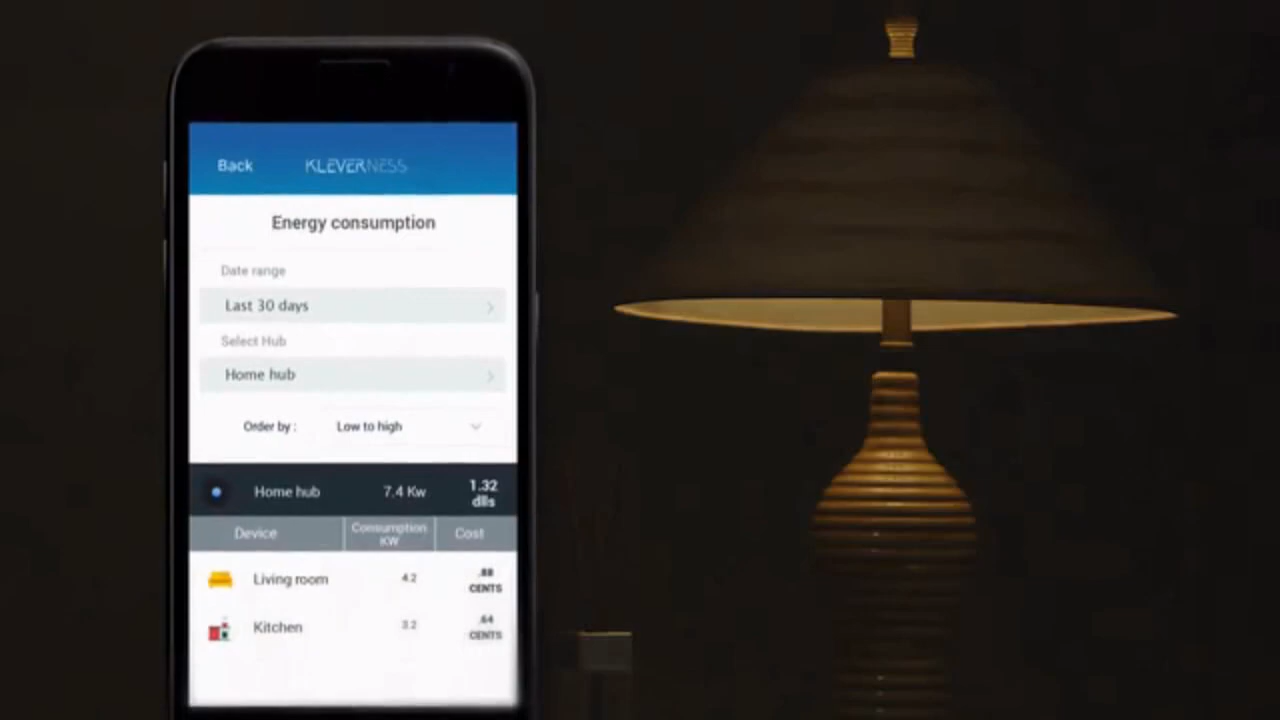 Back KLEVERNESS
Energy consumption
Date range
Last 30 days
Select Hub
Home hub
Order by : Low to high
Home hub 7.4 Kw 1.32
dlls
Device Consumption
KW Cost
Living room 4.2 .88
CENTS
Kitchen 3.2 .64
CENTS